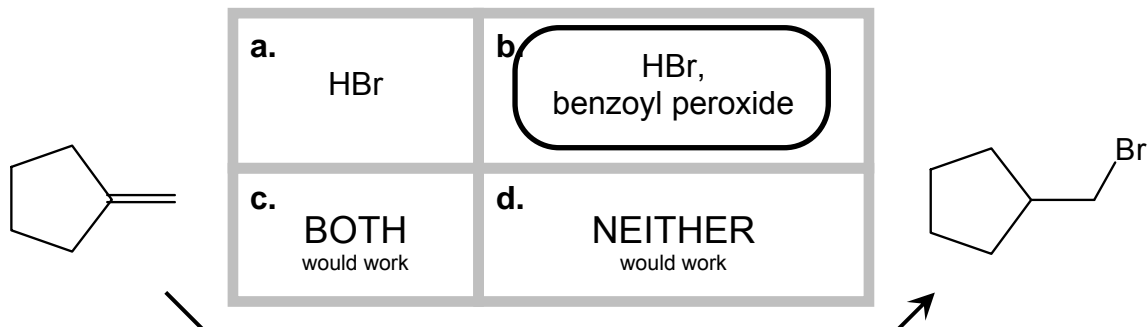 a.
HBr
b.
HBr,
benzoyl peroxide
Br
c.
BOTH
would work
d.
NEITHER
would work